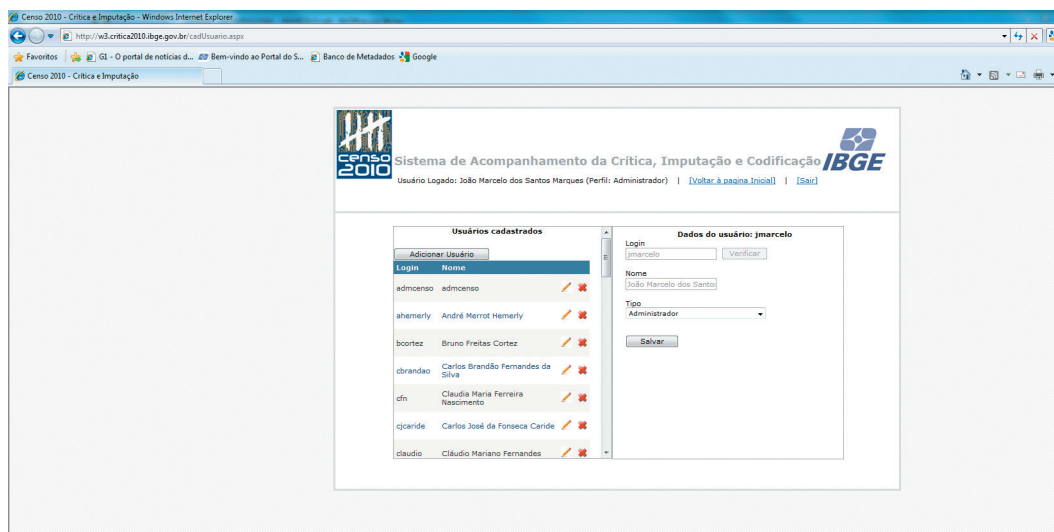 Censo 2010 - Crítica e Imputação - Windows Internet Explorer
http://w3.critica2010.ibge.gov.br/cadUsuario.aspx
Favoritos G1 - O portal de notícias d... Bem-vindo ao Portal do S... Banco de Metadados Google
Censo 2010 - Crítica e Imputação
censo
2010
Sistema de Acompanhamento da Crítica, Imputação e Codificação
IBGE
Usuário Logado: João Marcelo dos Santos Marques (Perfil: Administrador) | [Voltar à pagina Inicial] | [Sair]
Usuários cadastrados
Adicionar Usuário
Login Nome
admcenso admcenso
ahemerly André Merrot Hemerly
bcortez Bruno Freitas Cortez
cbrandao Carlos Brandão Fernandes da
Silva
cfn Claudia Maria Ferreira
Nascimento
cjcaride Carlos José da Fonseca Caride
claudio Cláudio Mariano Fernandes
Dados do usuário: jmarcelo
Login
jmarcelo Verificar
Nome
João Marcelo dos Santo
Tipo
Administrador
Salvar